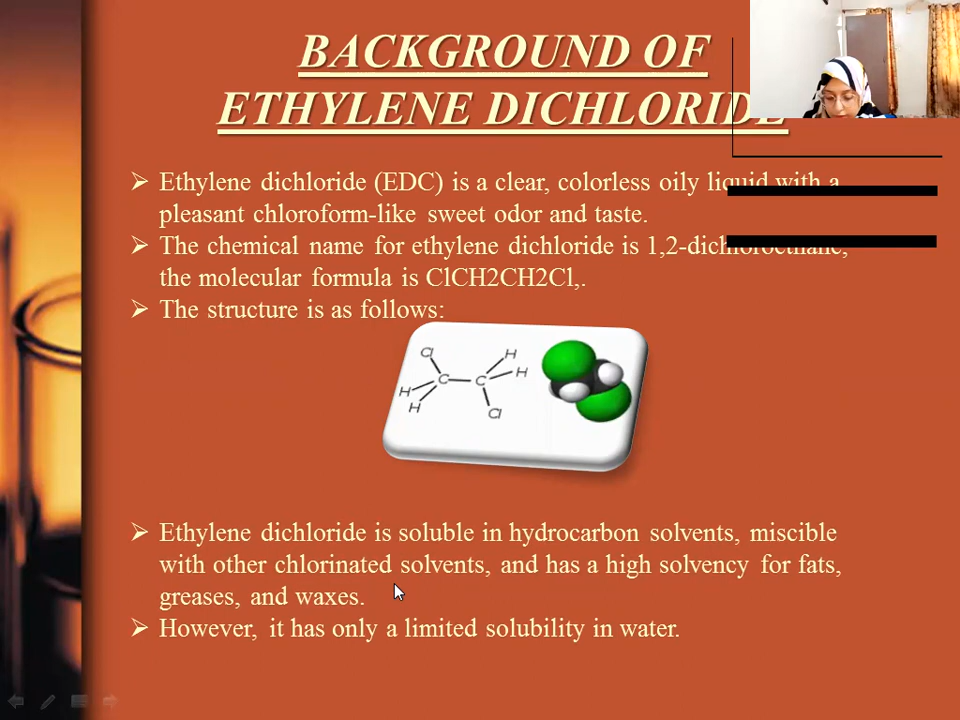 BACKGROUND OF
ETHYLENE DICHLORIDE
Ethylene dichloride (EDC) is a clear, colorless oily liquid with a
pleasant chloroform-like sweet odor and taste.
The chemical name for ethylene dichloride is 1,2-dichloroethane,
the molecular formula is ClCH2CH2Cl,.
The structure is as follows:
Cl H
C C H
H
H Cl
Ethylene dichloride is soluble in hydrocarbon solvents, miscible
with other chlorinated solvents, and has a high solvency for fats,
greases, and waxes.
However, it has only a limited solubility in water.